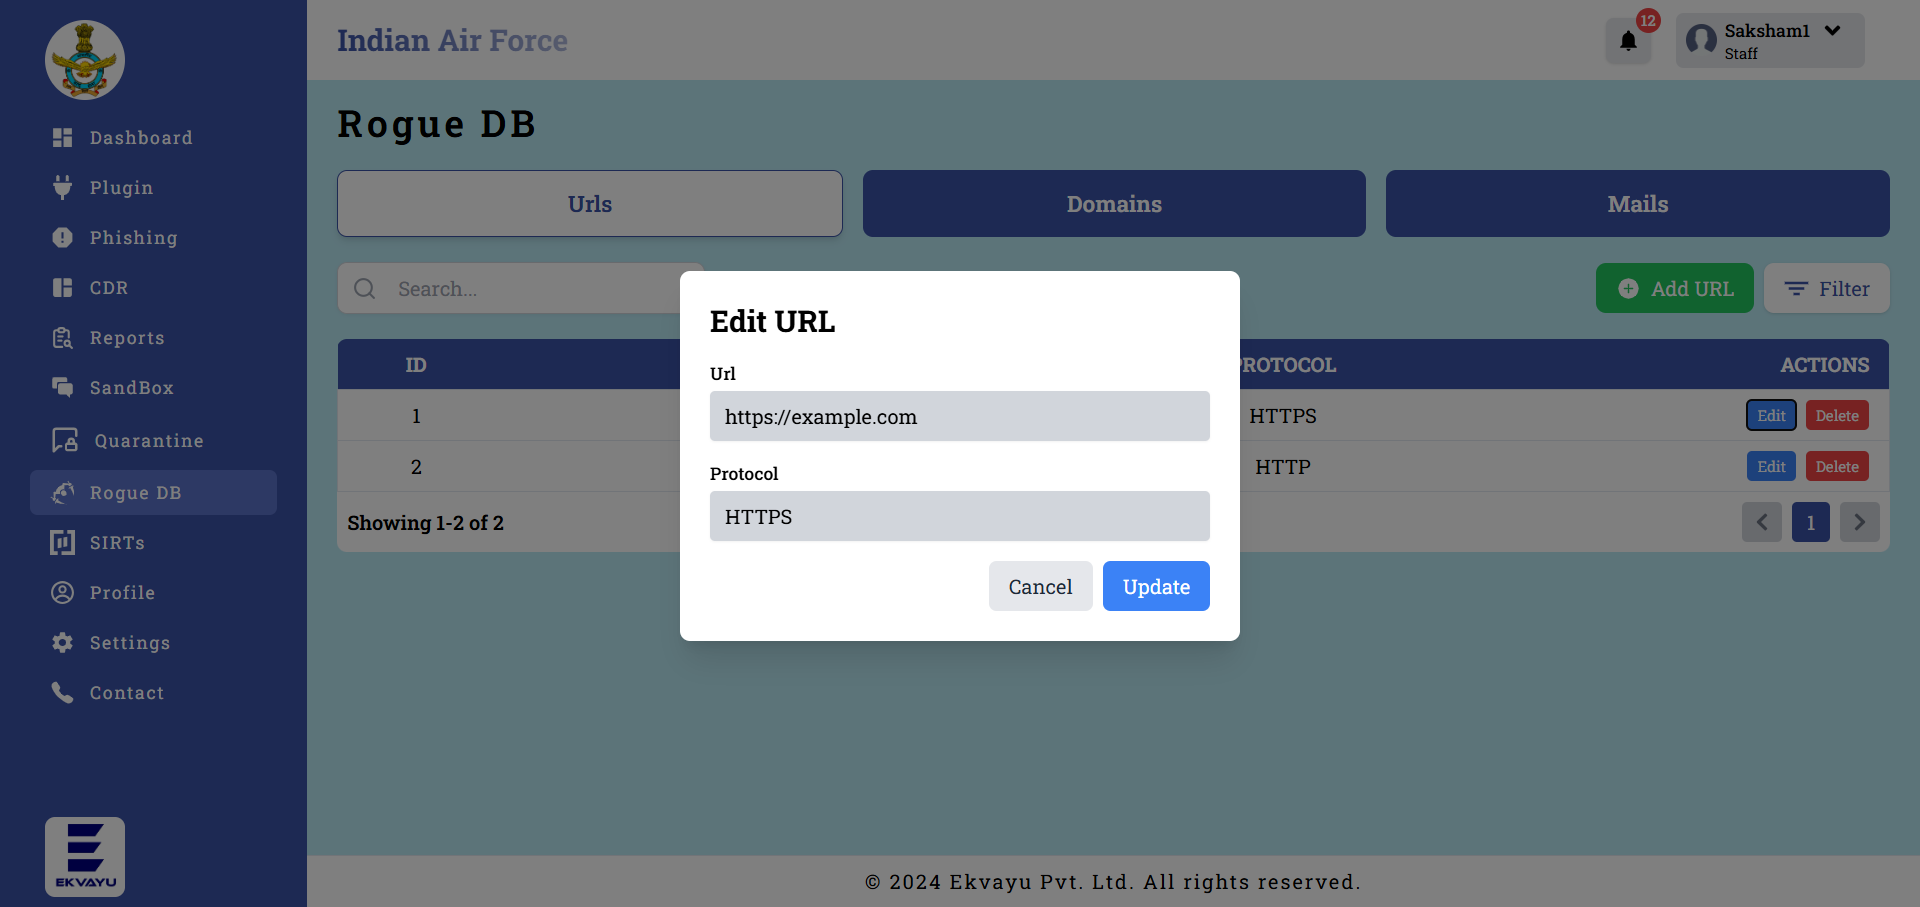 Indian Air Force
12
Saksham1
Staff
Dashboard
Plugin
Phishing
CDR
Reports
SandBox
Quarantine
Rogue DB
SIRTs
Profile
Settings
Contact
EKVAYU
Rogue DB
Urls
Domains
Mails
Search...
Add URL
Filter
ID
PROTOCOL
ACTIONS
1
HTTPS
Edit
Delete
2
HTTP
Edit
Delete
Showing 1-2 of 2
1
Edit URL
Url
https://example.com
Protocol
HTTPS
Cancel
Update
© 2024 Ekvayu Pvt. Ltd. All rights reserved.